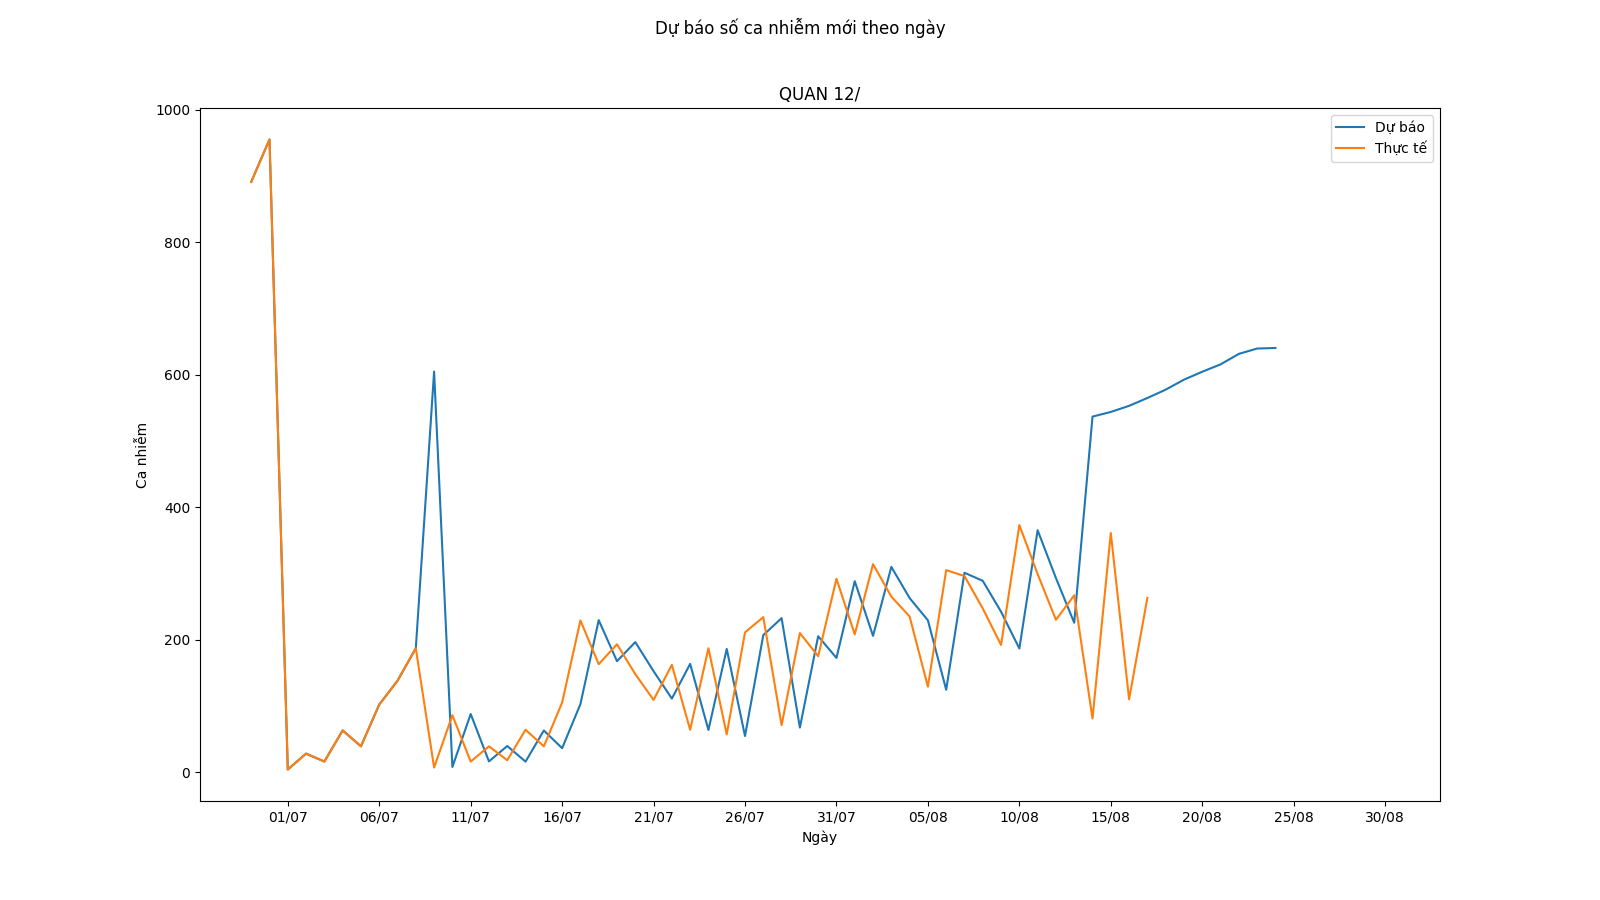 Dự báo số ca nhiễm mới theo ngày
QUAN 12/
Dự báo
Thực tế
Ca nhiễm
1000
800
600
400
200
0
01/07 06/07 11/07 16/07 21/07 26/07 31/07 05/08 10/08 15/08 20/08 25/08 30/08
Ngày